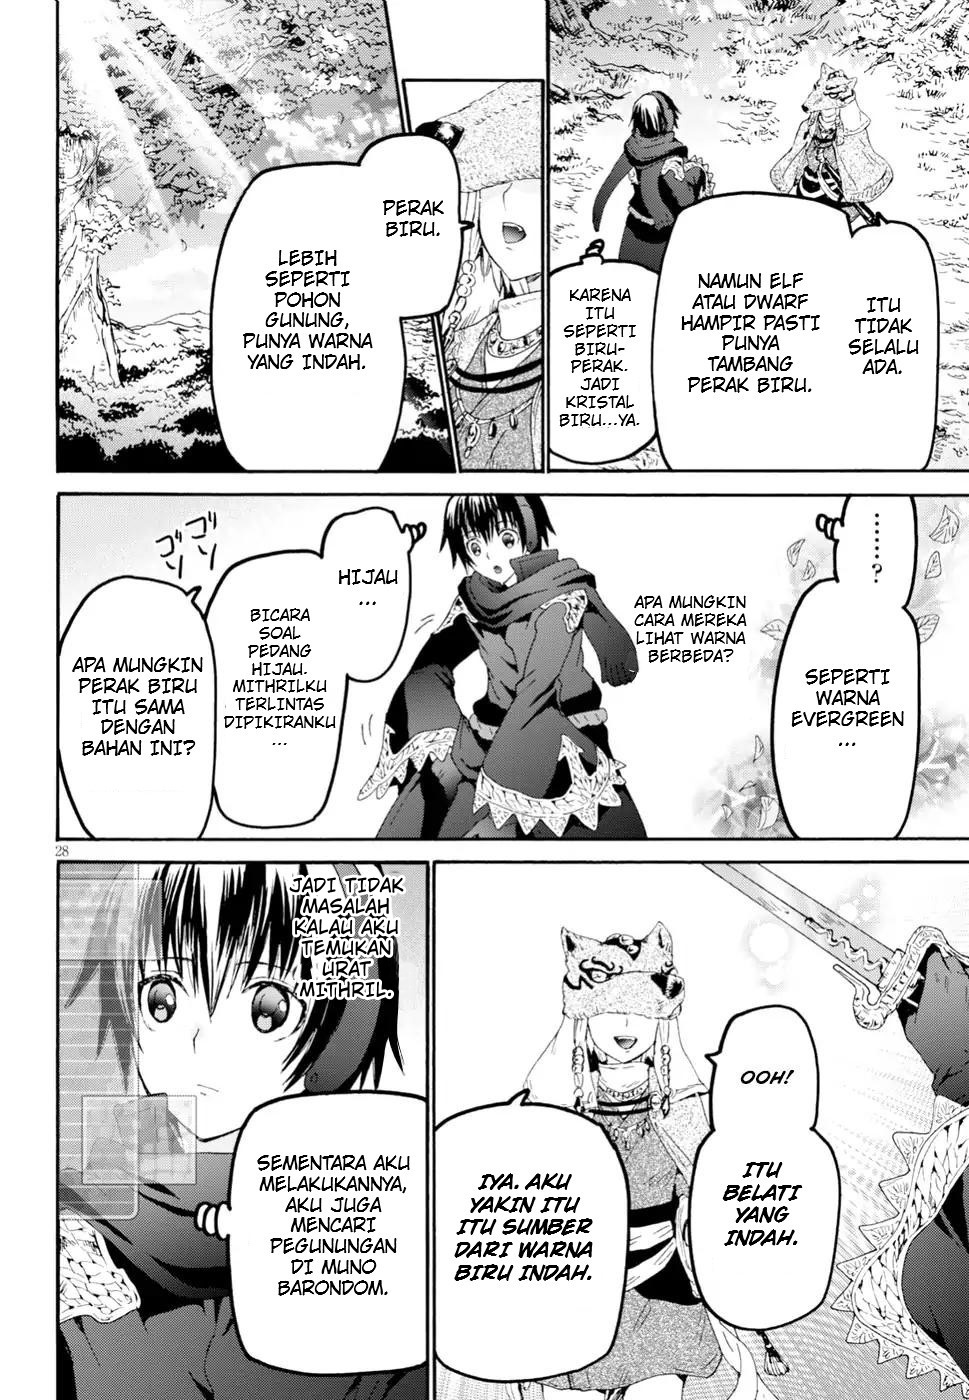 ITU
TIDAK
SELALU
ADA.
NAMUN ELF
ATAU DWARF
HAMPIR PASTI
PUNYA
TAMBANG
PERAK BIRU.
KARENA
ITU
SEPERTI
BIRU-
PERAK.
JADI
KRISTAL
BIRU...YA.
PERAK
BIRU.
LEBIH
SEPERTI
POHON
GUNUNG,
PUNYA WARNA
YANG INDAH.
......?
SEPERTI
WARNA
EVERGREEN
...
APA MUNGKIN
CARA MEREKA
LIHAT WARNA
BERBEDA?
HIJAU
...
BICARA
SOAL
PEDANG
HIJAU.
MITHRILKU
TERLINTAS
DIPIKIRANKU
...
ゴソ
ゴソ
APA MUNGKIN
PERAK BIRU
ITU SAMA
DENGAN
BAHAN INI?
28
OOH!
ITU
BELATI
YANG
INDAH.
IYA. AKU
YAKIN ITU
ITU SUMBER
DARI WARNA
BIRU INDAH.
JADI TIDAK
MASALAH
KALAU AKU
TEMUKAN
URAT
MITHRIL.
SEMENTARA AKU
MELAKUKANNYA,
AKU JUGA
MENCARI
PEGUNUNGAN
DI MUNO
BARONDOM.